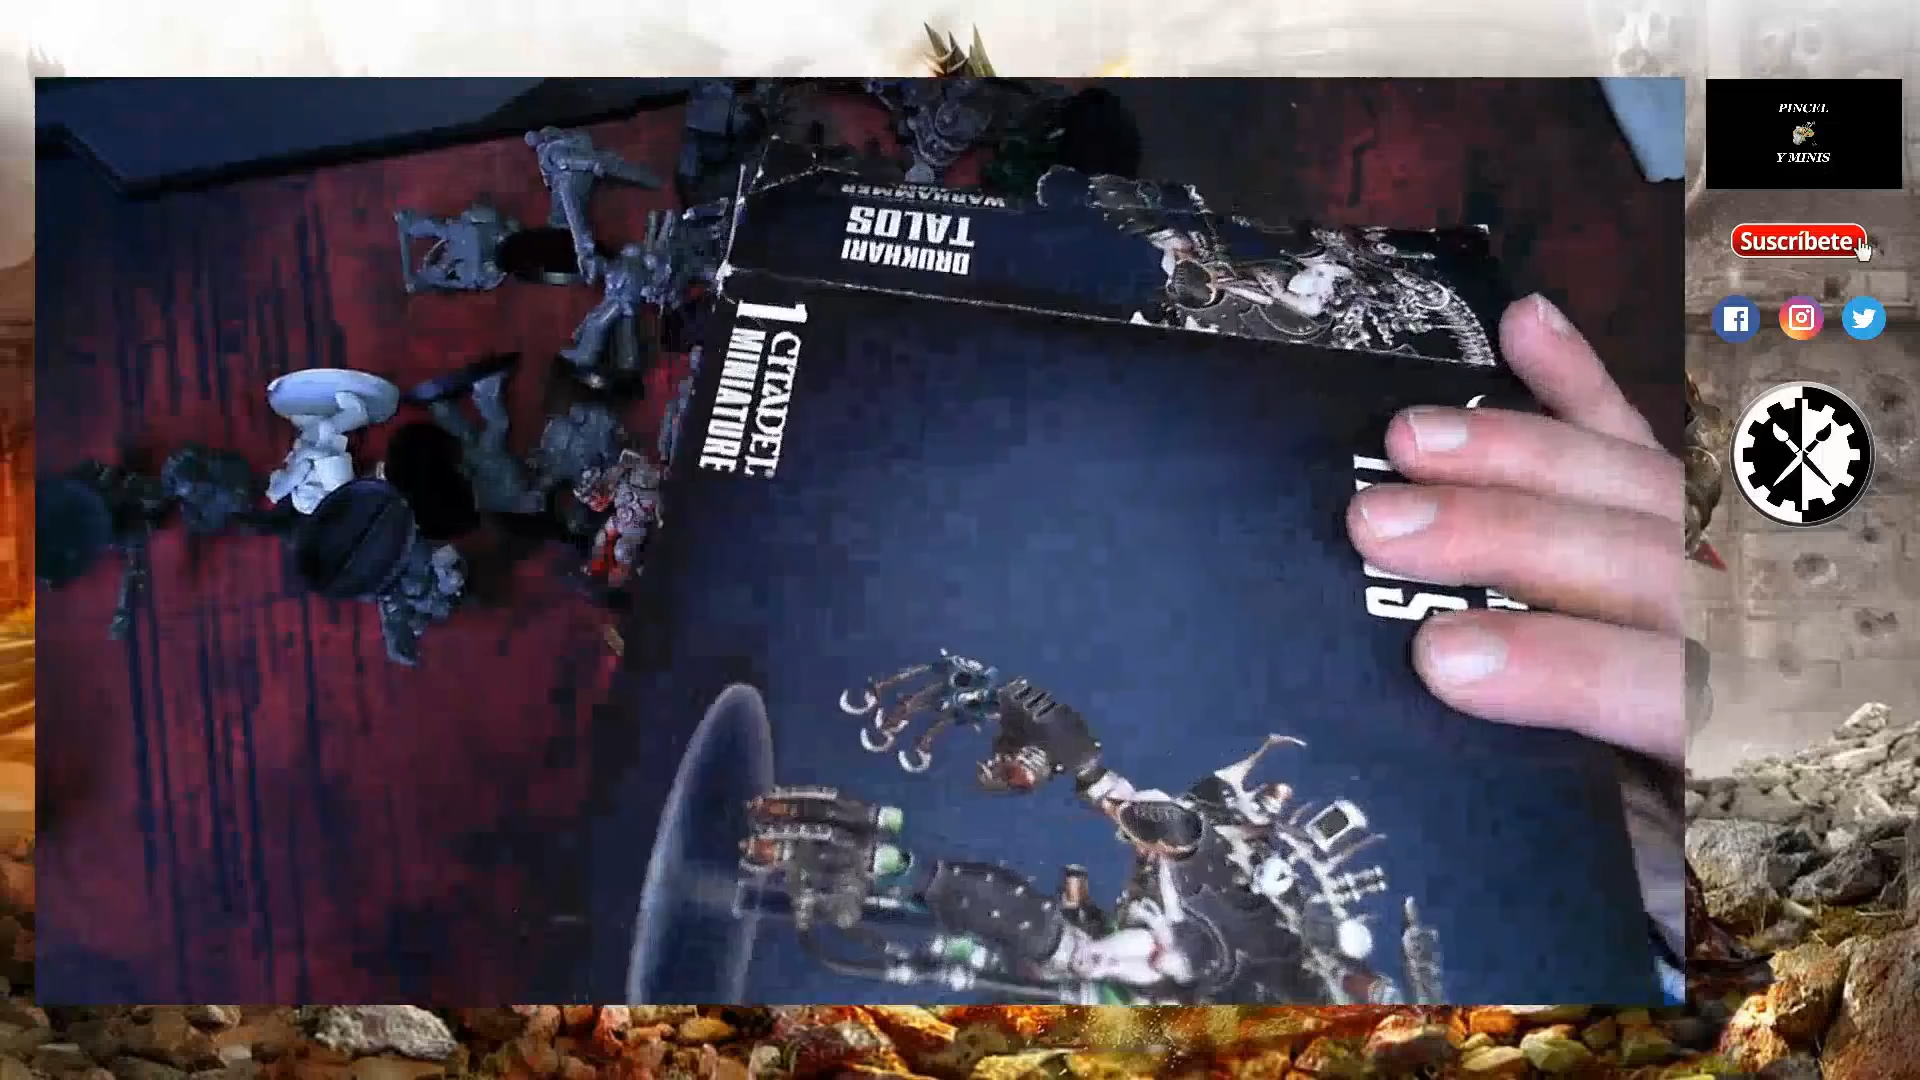 WARHAMMER
TALOS
DRUKHARI
1 CITADEL
MINIATURE
S
PINCEL
Y MINIS
Suscríbete